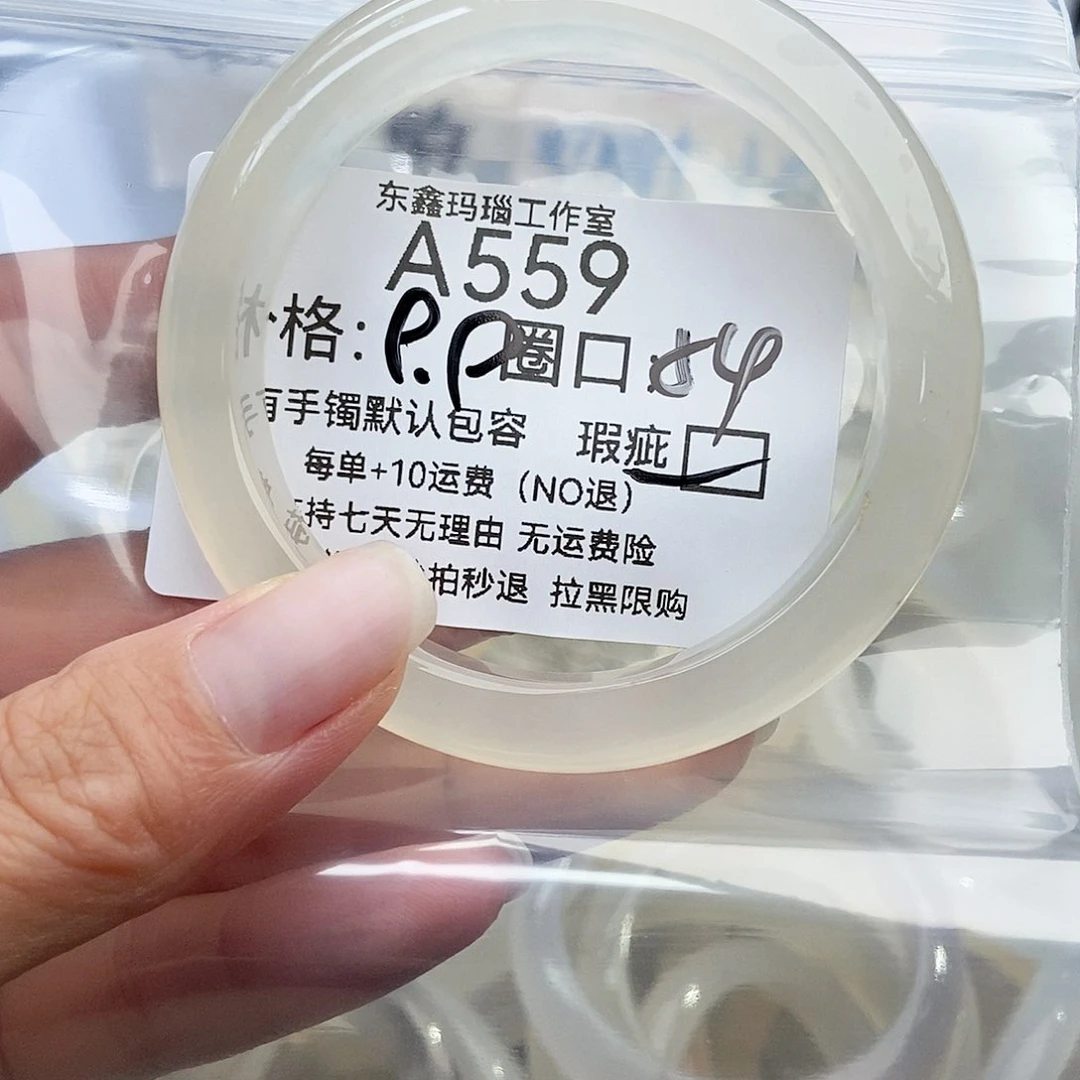 东鑫玛瑙工作室
A559
价格: P.P 圈口: 54
有手镯默认包容 瑕疵
每单+10运费 (NO退)
持七天无理由 无运费险
拍秒退 拉黑限购